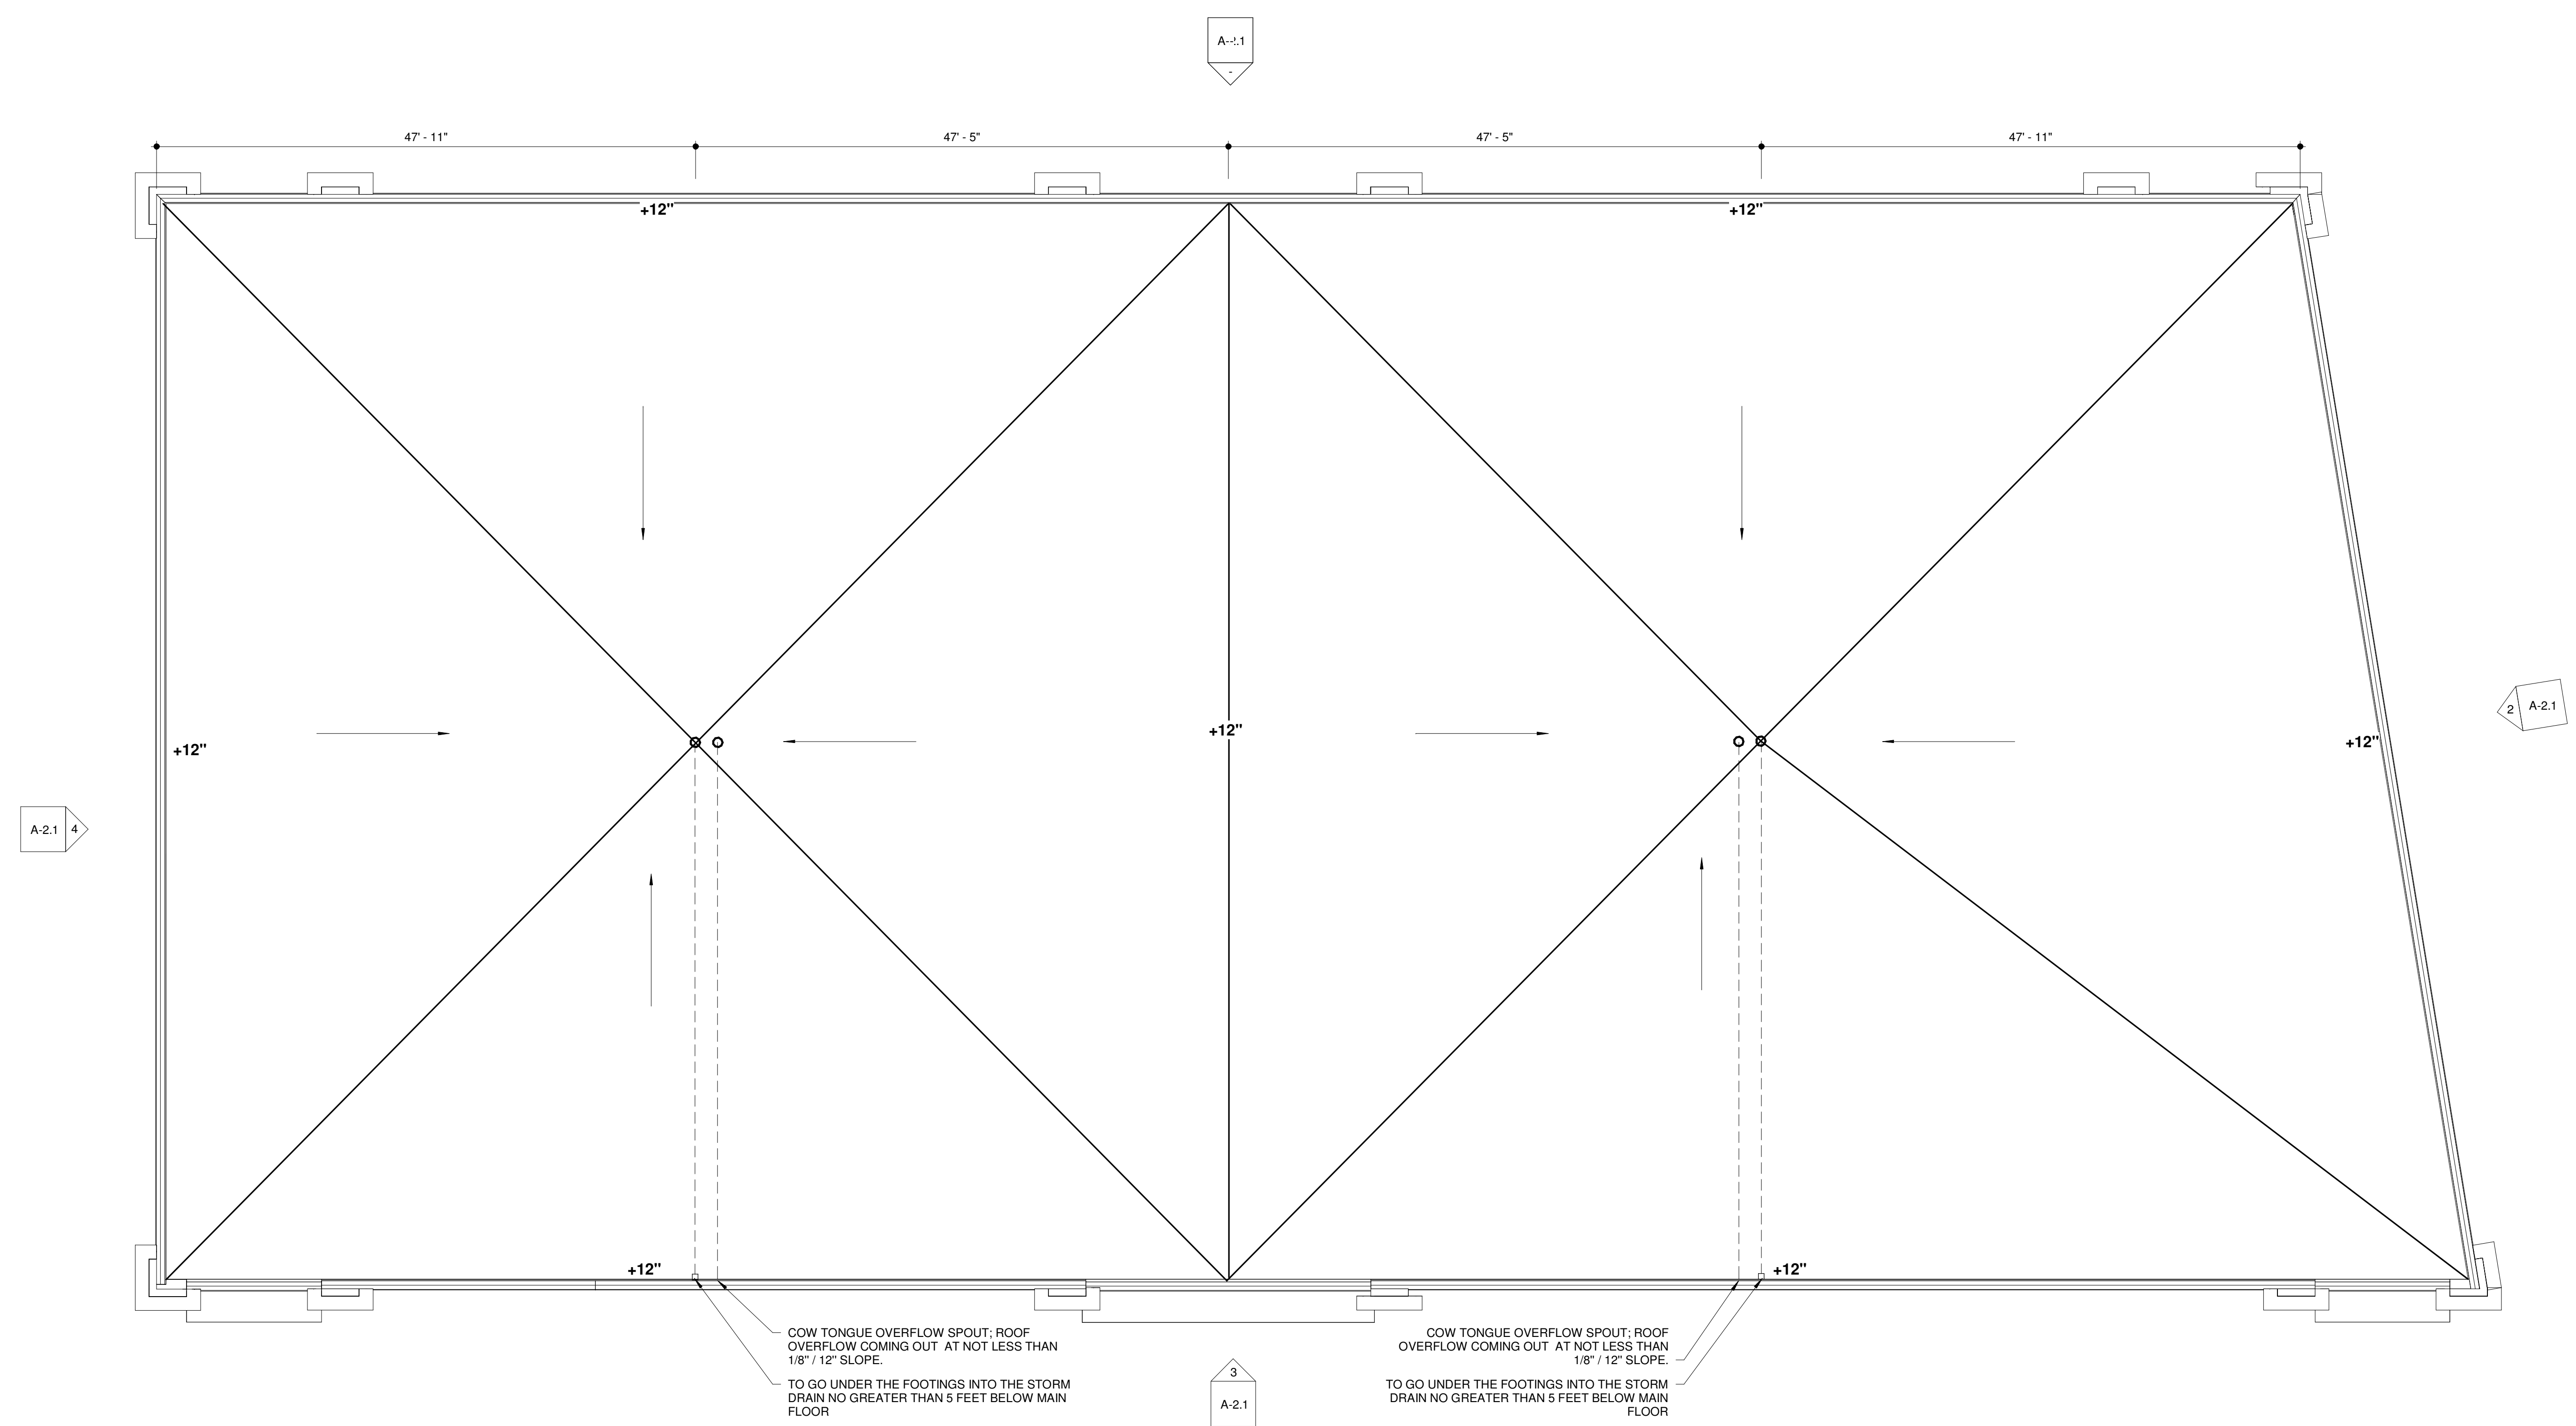 -
47' - 11"
47' - 5"
47' - 5"
47' - 11"
+12"
+12"
+12"
+12"
+12"
2
A-2.1
A-2.1
4
+12"
+12"
COW TONGUE OVERFLOW SPOUT; ROOF
OVERFLOW COMING OUT AT NOT LESS THAN
1/8" / 12" SLOPE.
TO GO UNDER THE FOOTINGS INTO THE STORM
DRAIN NO GREATER THAN 5 FEET BELOW MAIN
FLOOR
COW TONGUE OVERFLOW SPOUT; ROOF
OVERFLOW COMING OUT AT NOT LESS THAN
1/8" / 12" SLOPE.
TO GO UNDER THE FOOTINGS INTO THE STORM
DRAIN NO GREATER THAN 5 FEET BELOW MAIN
FLOOR
3
A-2.1